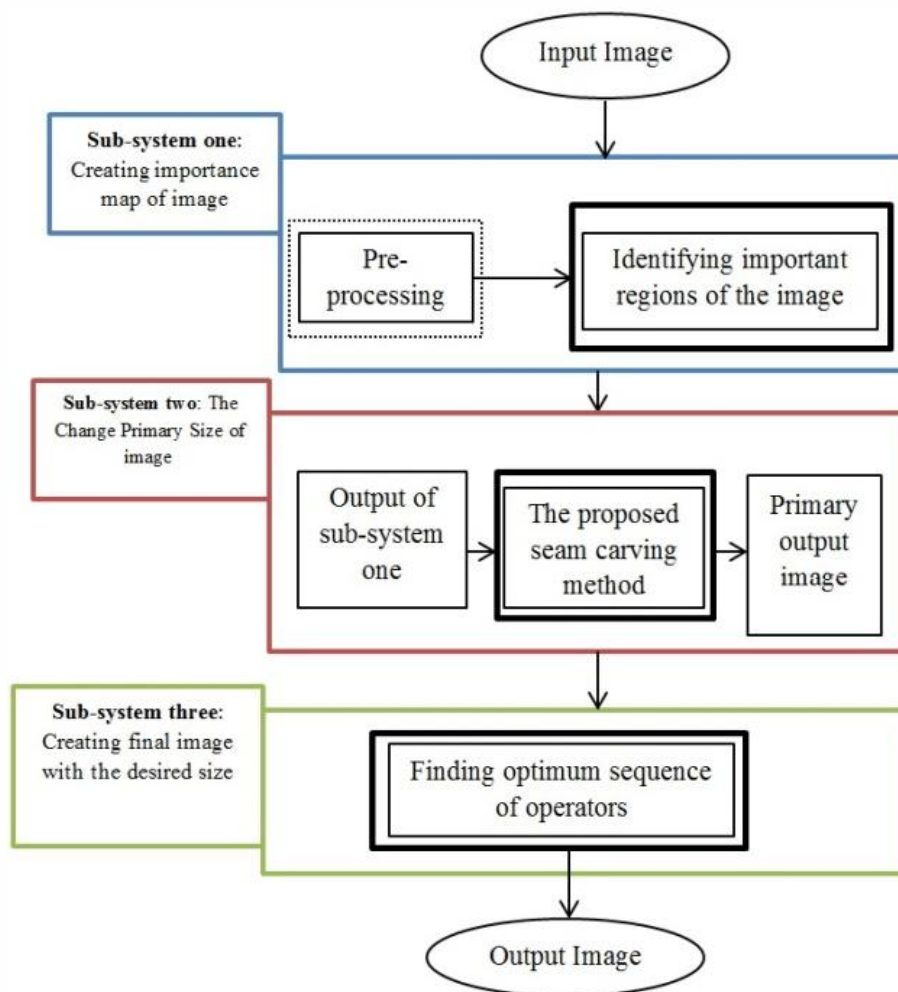 Input Image
Sub-system one:
Creating importance
map of image
Pre-
processing
Identifying important
regions of the image
Sub-system two: The
Change Primary Size of
image
Output of
sub-system
one
The proposed
seam carving
method
Primary
output
image
Sub-system three:
Creating final image
with the desired size
Finding optimum sequence
of operators
Output Image